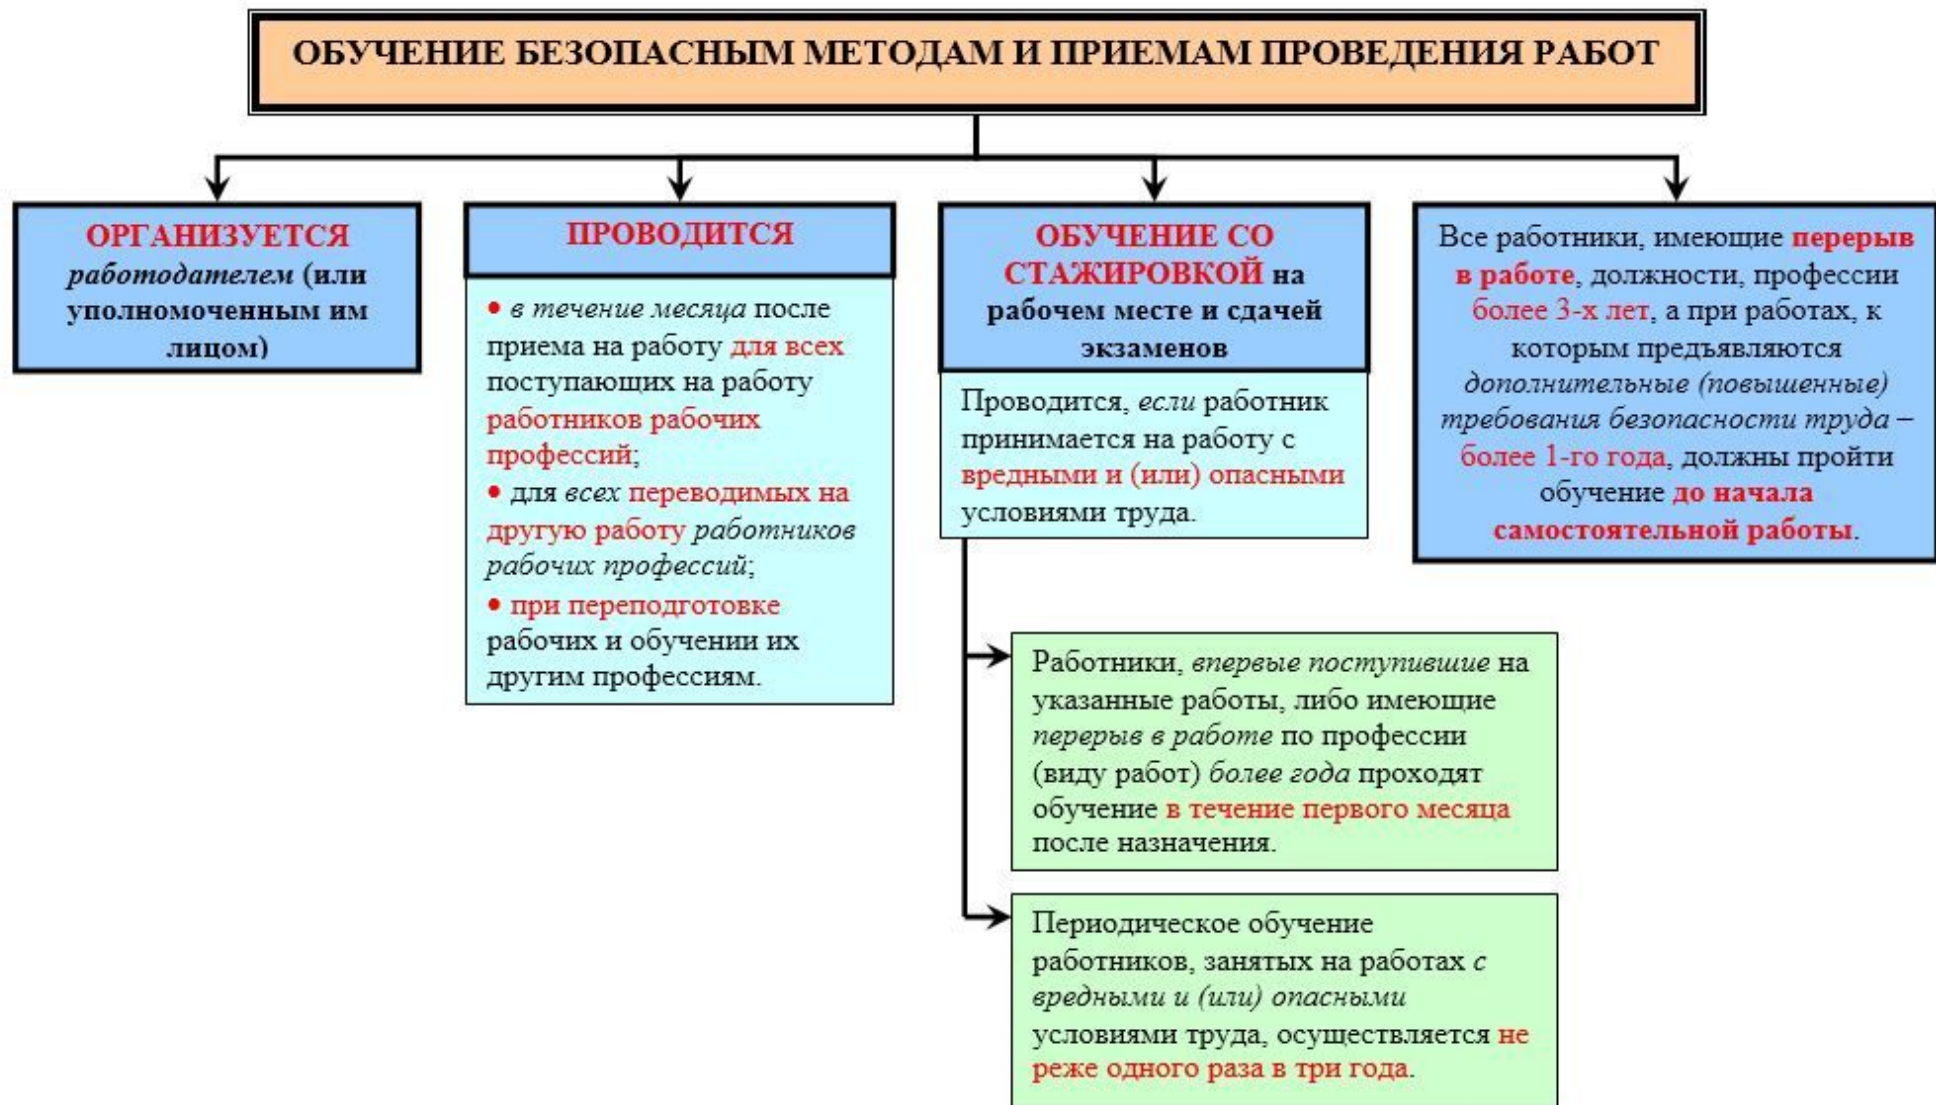 ОБУЧЕНИЕ БЕЗОПАСНЫМ МЕТОДАМ И ПРИЕМАМ ПРОВЕДЕНИЯ РАБОТ
ОРГАНИЗУЕТСЯ
работодателем (или
уполномоченным им
лицом)
ПРОВОДИТСЯ
• в течение месяца после
приема на работу для всех
поступающих на работу
работников рабочих
профессий;
• для всех переводимых на
другую работу работников
рабочих профессий;
• при переподготовке
рабочих и обучении их
другим профессиям.
ОБУЧЕНИЕ СО
СТАЖИРОВКОЙ на
рабочем месте и сдачей
экзаменов
Проводится, если работник
принимается на работу с
вредными и (или) опасными
условиями труда.
Работники, впервые поступившие на
указанные работы, либо имеющие
перерыв в работе по профессии
(виду работ) более года проходят
обучение в течение первого месяца
после назначения.
Периодическое обучение
работников, занятых на работах с
вредными и (или) опасными
условиями труда, осуществляется не
реже одного раза в три года.
Все работники, имеющие перерыв
в работе, должности, профессии
более 3-х лет, а при работах, к
которым предъявляются
дополнительные (повышенные)
требования безопасности труда –
более 1-го года, должны пройти
обучение до начала
самостоятельной работы.